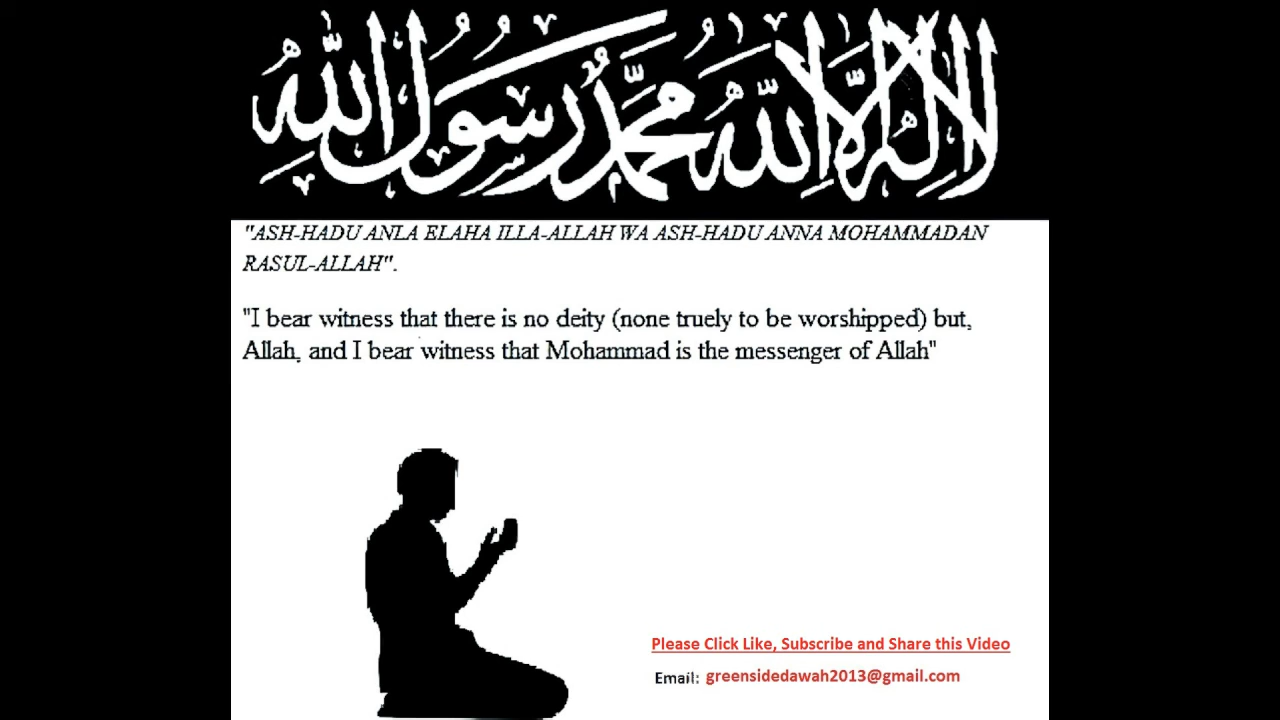 لا إله إلا الله محمد رسول الله
"ASH-HADU ANLA ELAHA ILLA-ALLAH WA ASH-HADU ANNA MOHAMMADAN
RASUL-ALLAH".
"I bear witness that there is no deity (none truely to be worshipped) but,
Allah, and I bear witness that Mohammad is the messenger of Allah"
Please Click Like, Subscribe and Share this Video
Email: greensidedawah2013@gmail.com